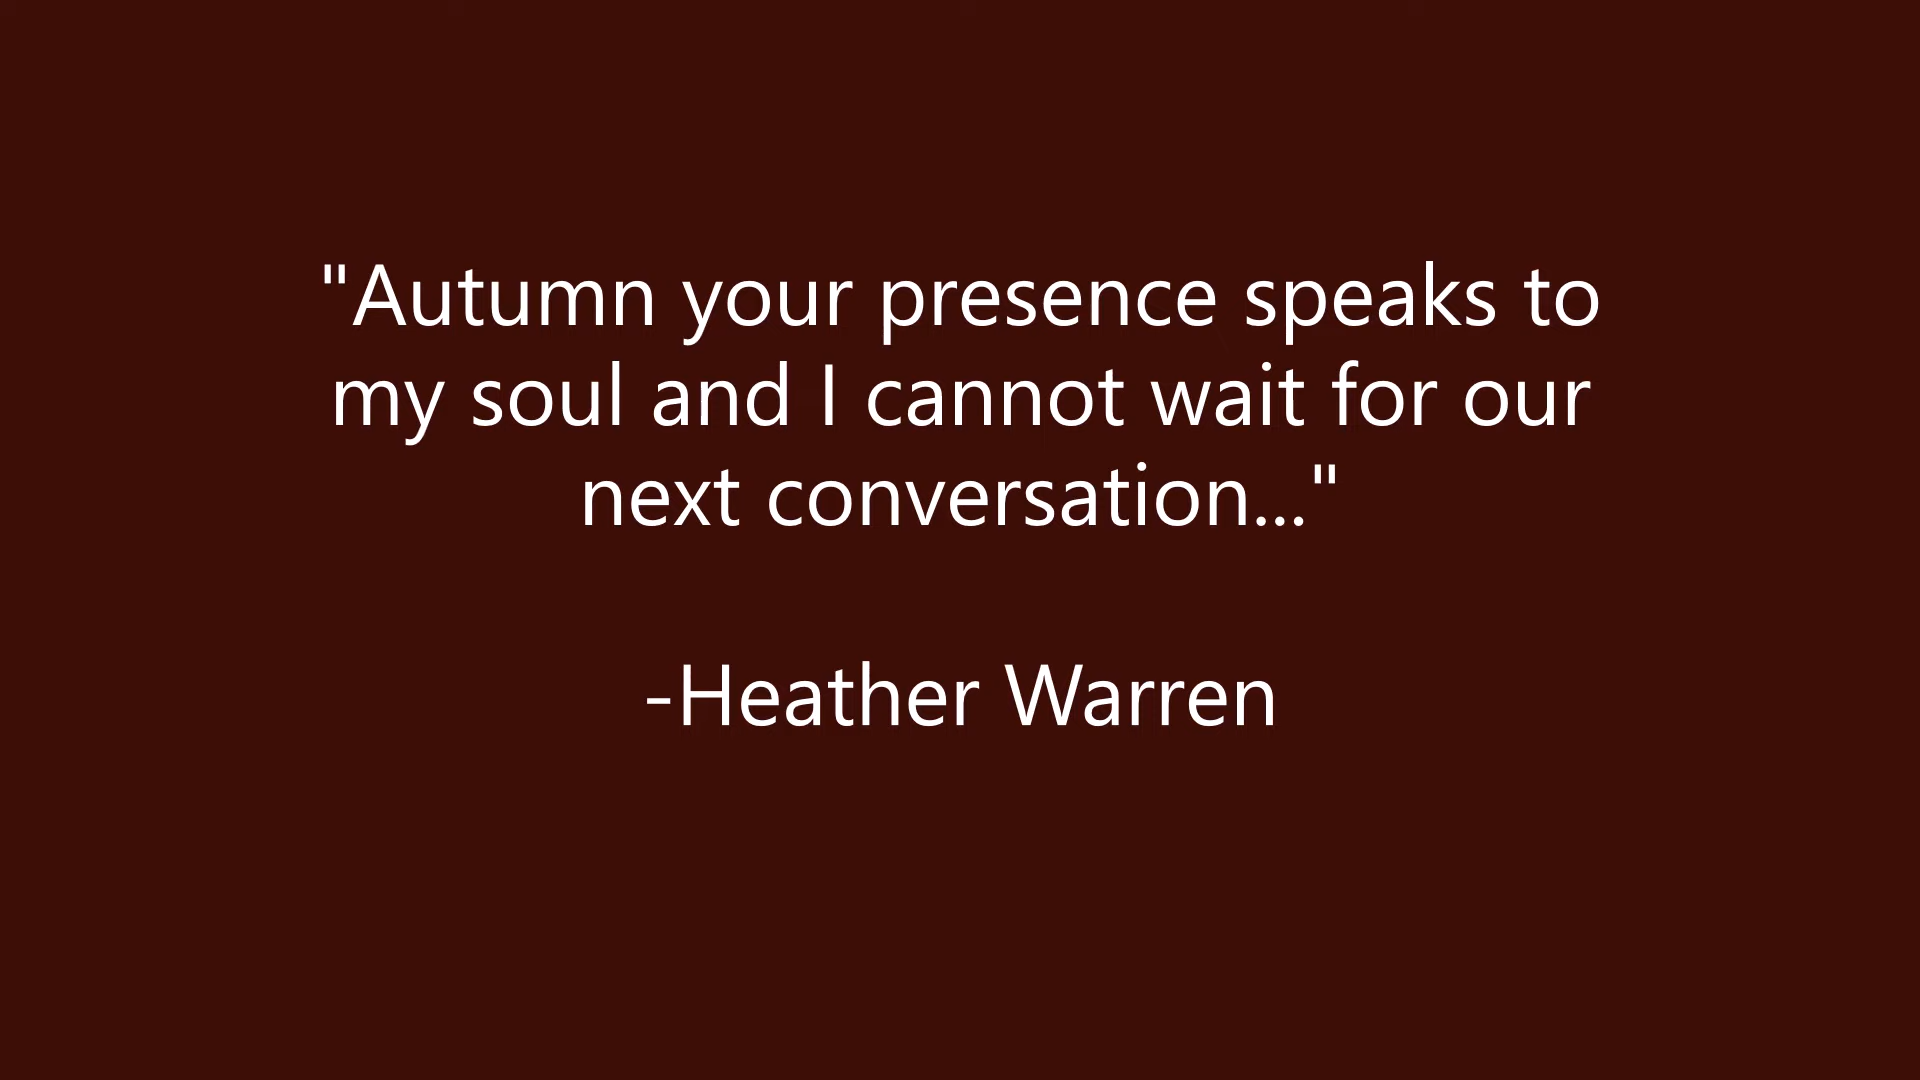 "Autumn your presence speaks to
my soul and I cannot wait for our
next conversation..."
-Heather Warren